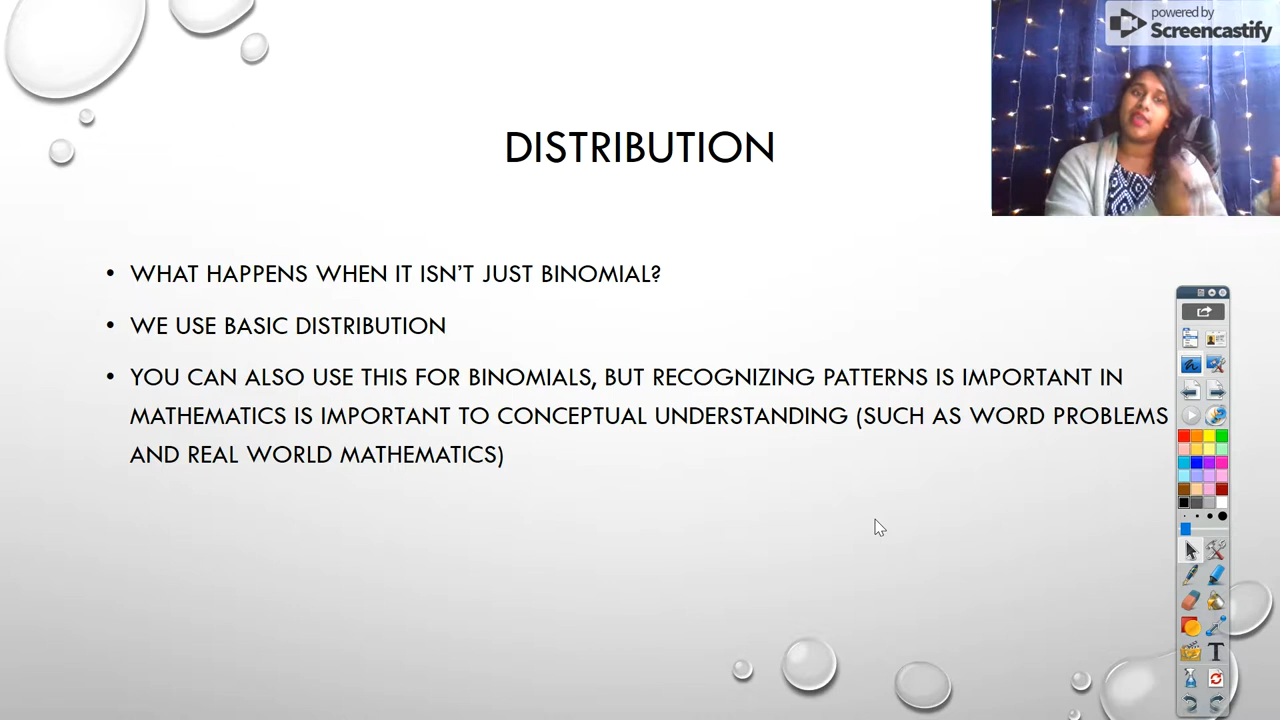 powered by
Screencastify
DISTRIBUTION
• WHAT HAPPENS WHEN IT ISN'T JUST BINOMIAL?
• WE USE BASIC DISTRIBUTION
• YOU CAN ALSO USE THIS FOR BINOMIALS, BUT RECOGNIZING PATTERNS IS IMPORTANT IN
MATHEMATICS IS IMPORTANT TO CONCEPTUAL UNDERSTANDING (SUCH AS WORD PROBLEMS
AND REAL WORLD MATHEMATICS)
T